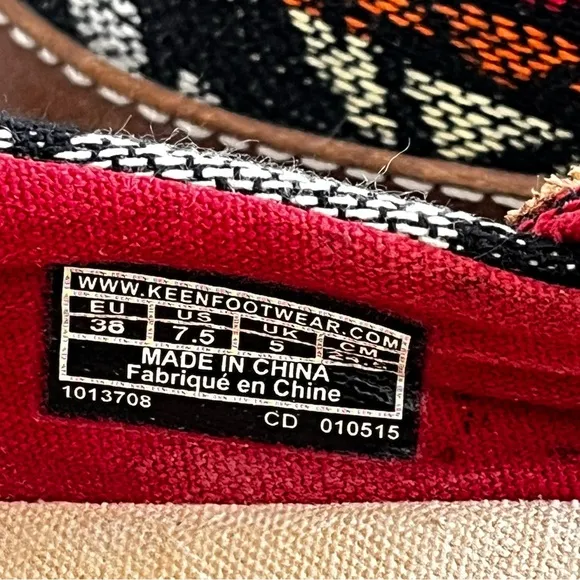 WWW.KEENFOOTWEAR.COM
EU US UK CM
38 7.5 5
MADE IN CHINA
Fabriqué en Chine
1013708 CD 010515